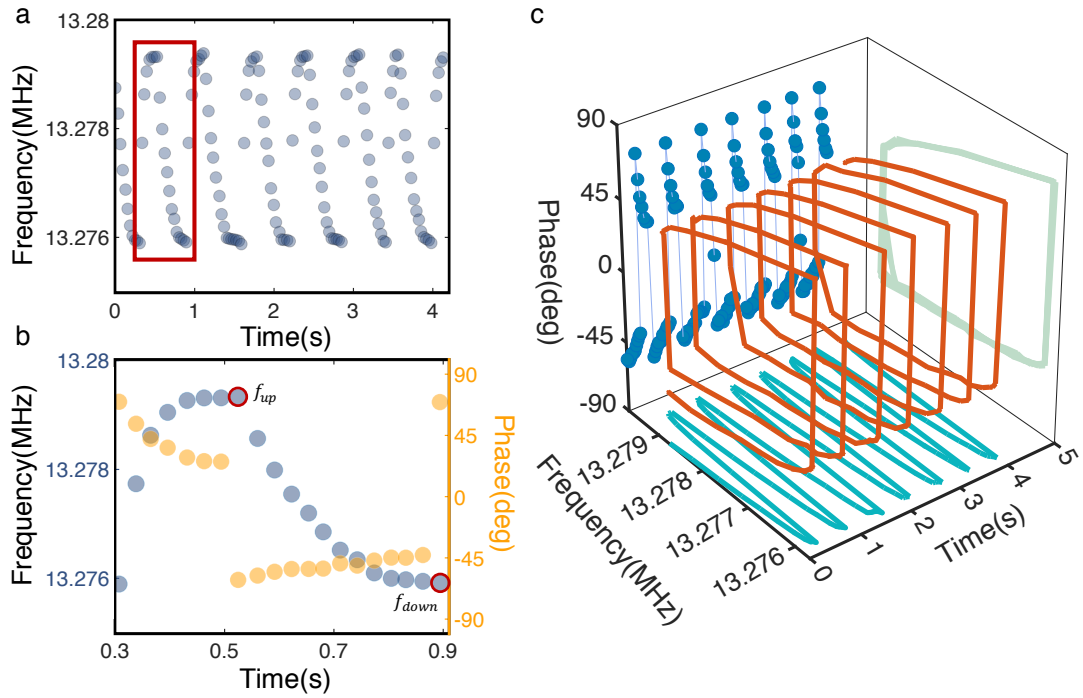 a
13.28
13.278
13.276
Frequency(MHz)
0
1
2
3
4
Time(s)
b
13.28
13.278
13.276
Frequency(MHz)
f_up
f_down
90
45
0
-45
-90
Phase(deg)
0.3
0.5
0.7
0.9
Time(s)
c
90
45
0
-45
-90
Phase(deg)
13.279
13.278
13.277
13.276
Frequency(MHz)
0
1
2
3
4
5
Time(s)